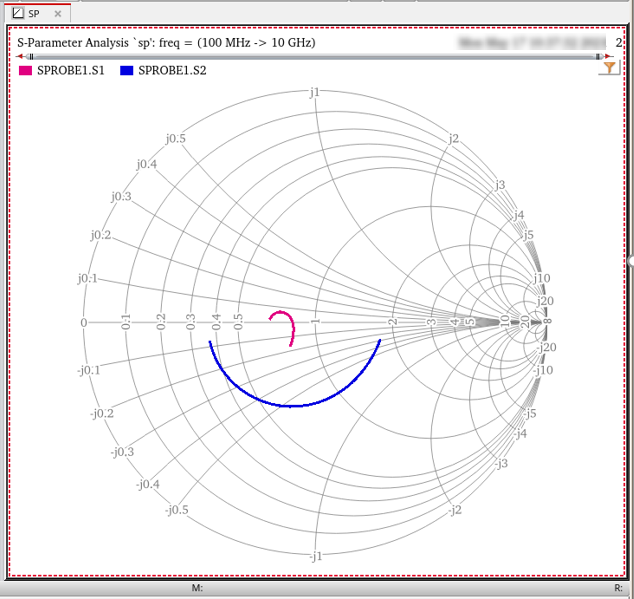 SP ×
S-Parameter Analysis `sp': freq = (100 MHz -> 10 GHz) 2
SPROBE1.S1 SPROBE1.S2
j1
j0.5 j2
j0.4
j0.3 j3
j0.2 j4
j5
j0.1 j10
j20
0 0.1 0.2 0.3 0.4 0.5 1 2 3 4 5 10 20 8
-j20
-j0.1 -j10
-j0.2 -j5
-j4
-j0.3 -j3
-j0.4
-j0.5 -j2
-j1
M: R: